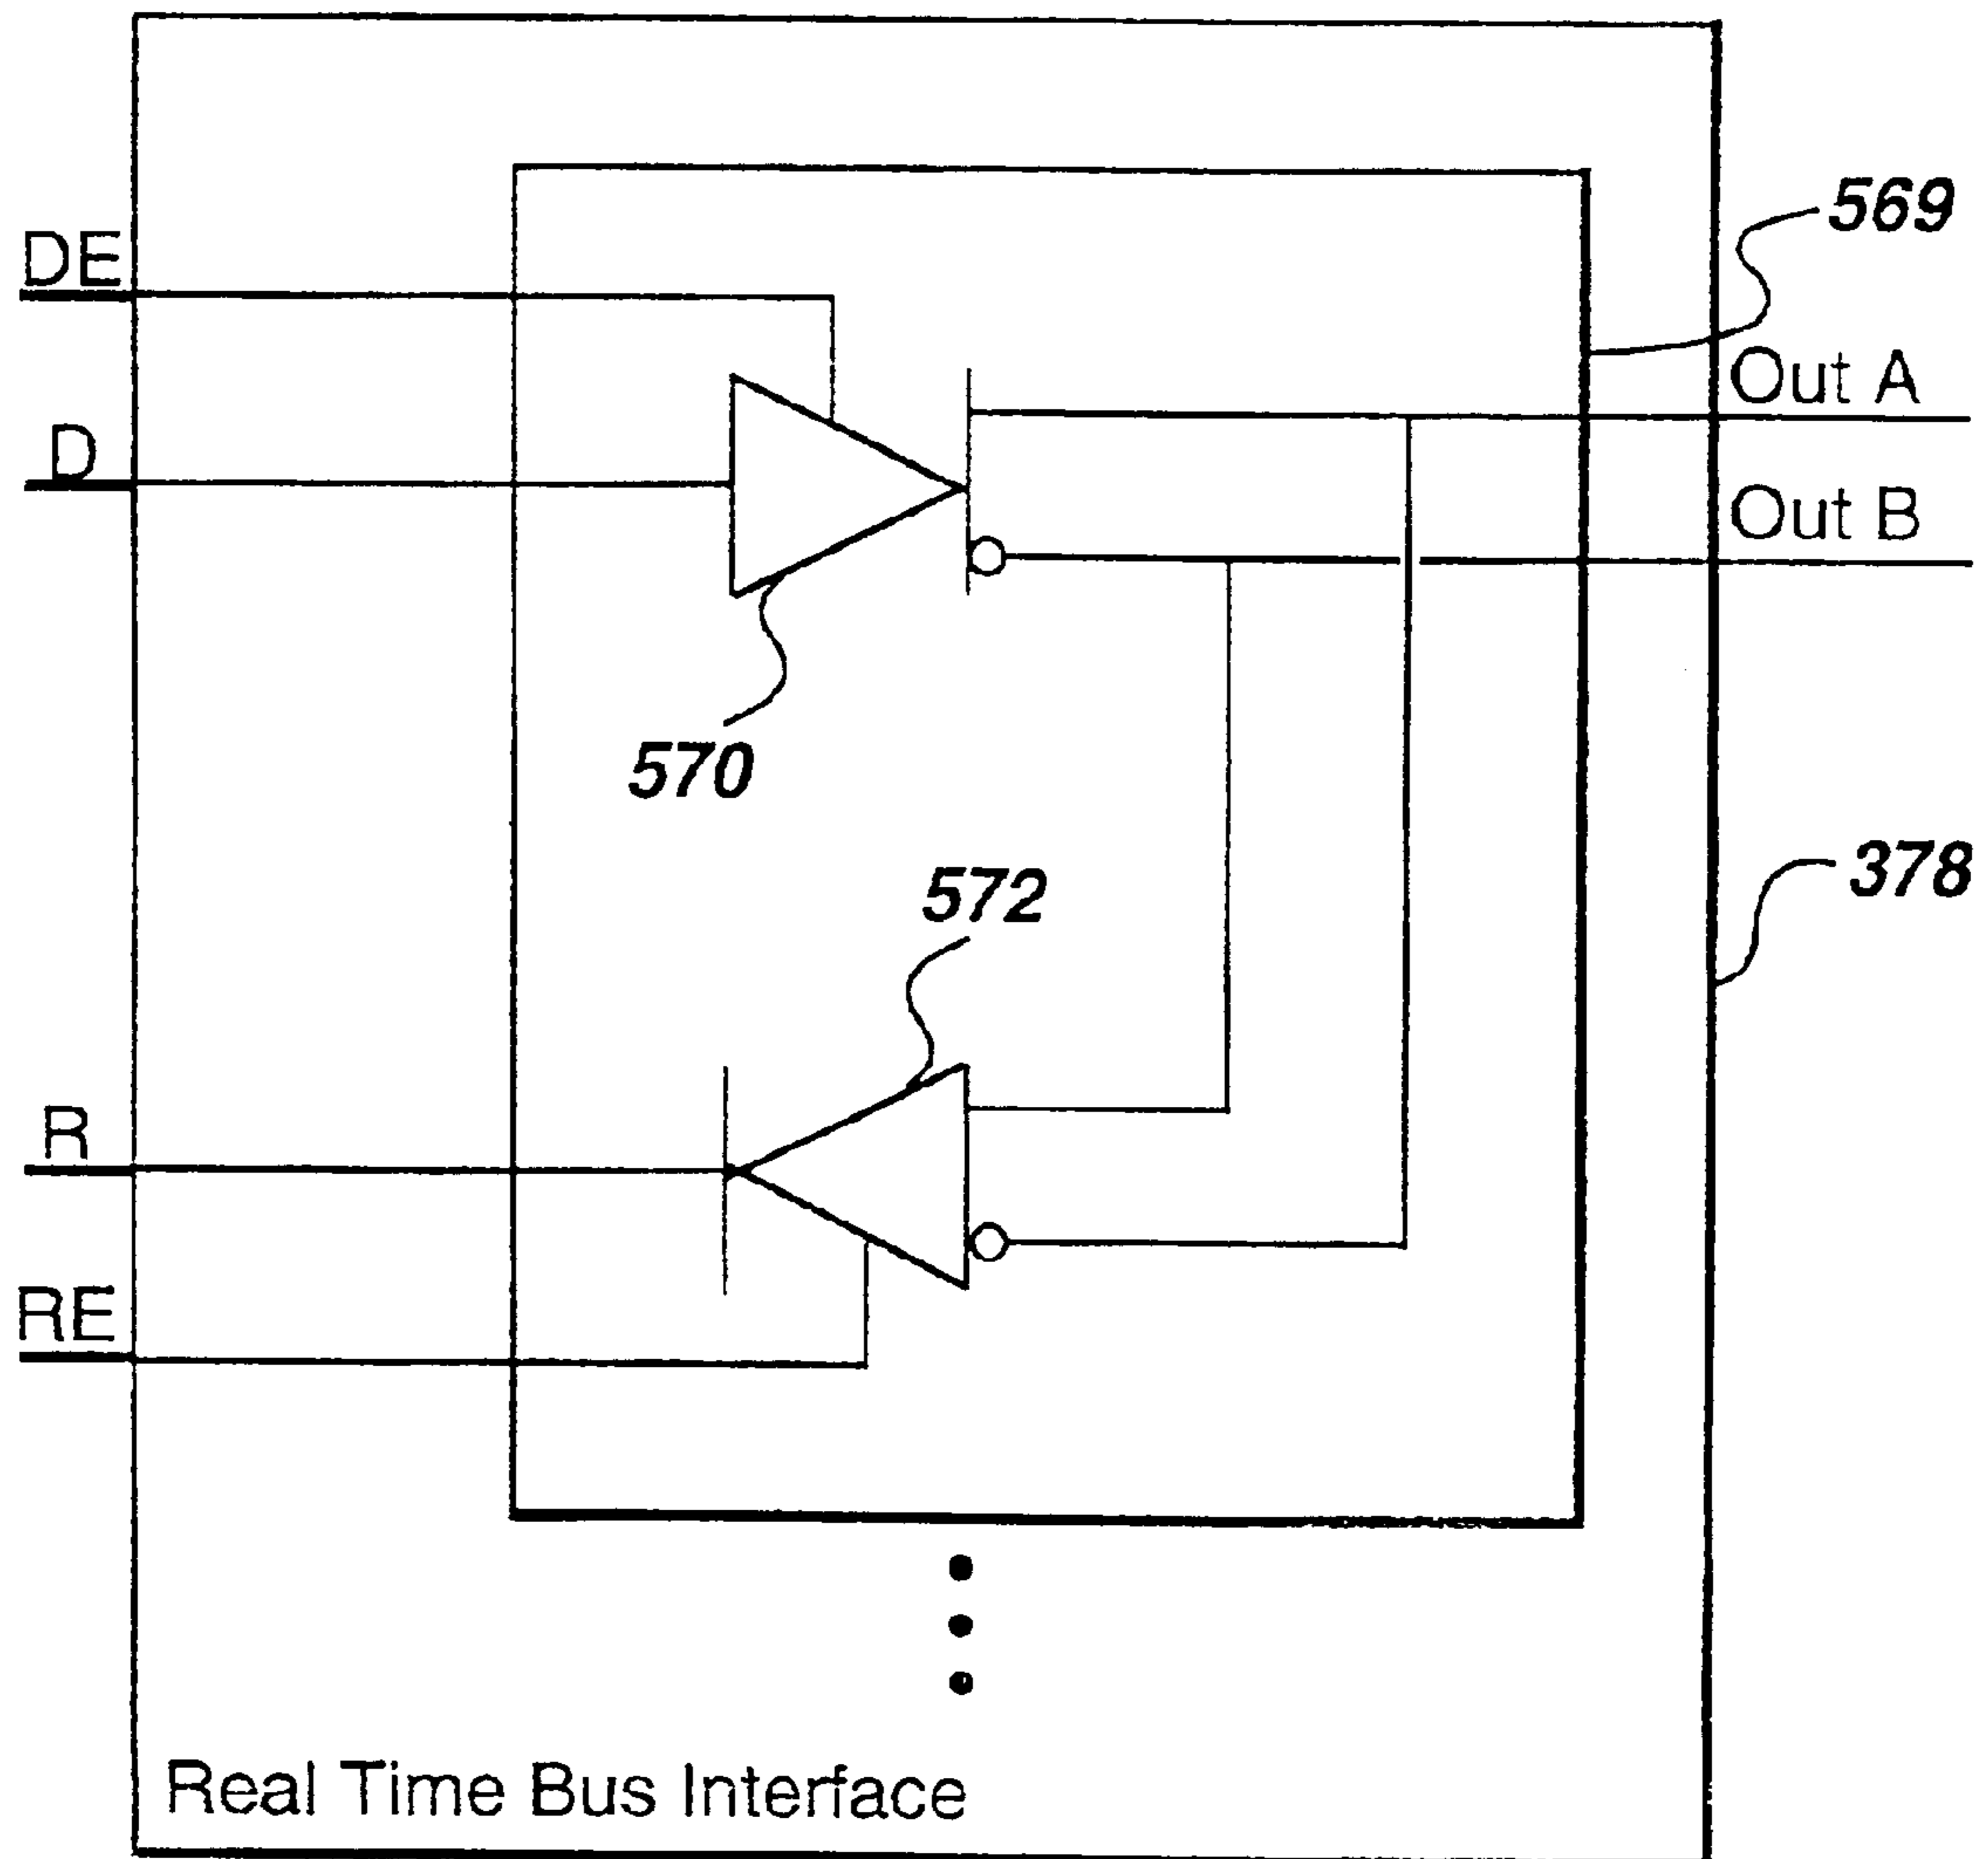 569
DE
Out A
D
Out B
570
378
572
R
RE
Real Time Bus Interface